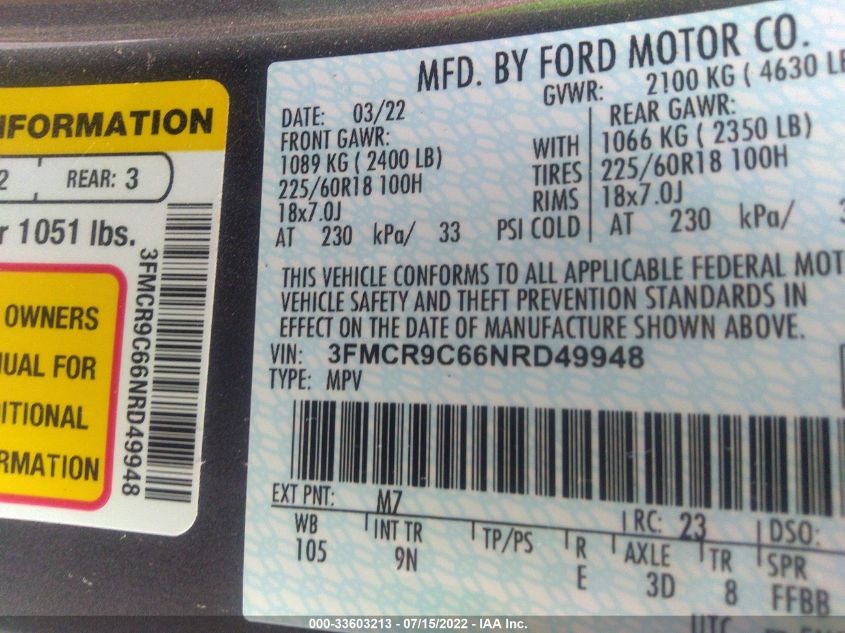 NFORMATION
2 REAR: 3
r 1051 lbs.
OWNERS
NUAL FOR
DITIONAL
RMATION
3FMCR9C66NRD49948
MFD. BY FORD MOTOR CO.
DATE: 03/22 GVWR: 2100 KG ( 4630 LB
FRONT GAWR: REAR GAWR:
1089 KG ( 2400 LB) WITH 1066 KG ( 2350 LB)
225/60R18 100H TIRES 225/60R18 100H
18x7.0J RIMS 18x7.0J
AT 230 kPa/ 33 PSI COLD AT 230 kPa/ 3
THIS VEHICLE CONFORMS TO ALL APPLICABLE FEDERAL MOT
VEHICLE SAFETY AND THEFT PREVENTION STANDARDS IN
EFFECT ON THE DATE OF MANUFACTURE SHOWN ABOVE.
VIN: 3FMCR9C66NRD49948
TYPE: MPV
EXT PNT: M7 RC: 23 DSO:
WB INT TR TP/PS R AXLE TR SPR
105 9N E 3D 8 FFBB
UTC
000-33603213 - 07/15/2022 - IAA Inc.